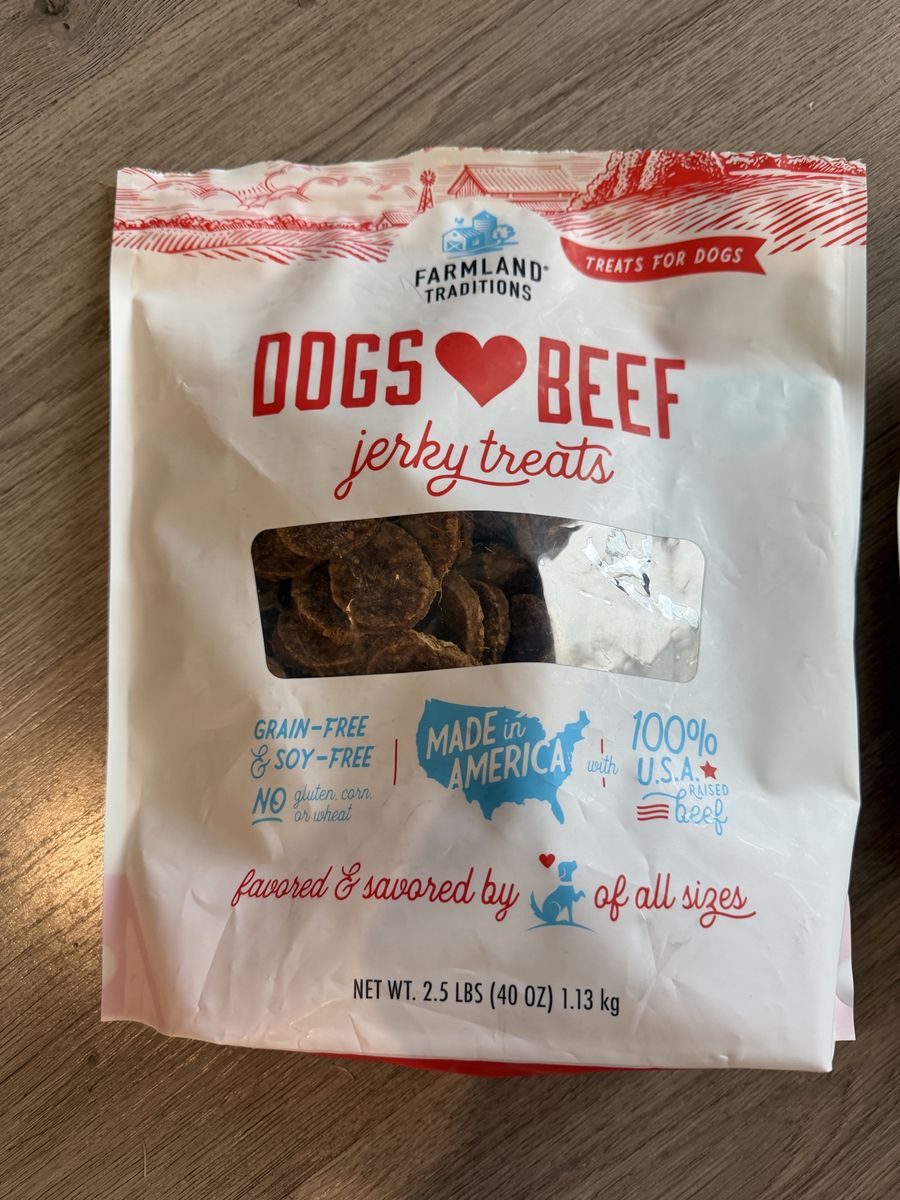 FARMLAND®
TRADITIONS
TREATS FOR DOGS
DOGS ❤ BEEF
jerky treats
GRAIN-FREE
& SOY-FREE
NO gluten, corn,
or wheat
MADE in
AMERICA
with
100%
U.S.A.
RAISED
beef
favored & savored by of all sizes
NET WT. 2.5 LBS (40 OZ) 1.13 kg